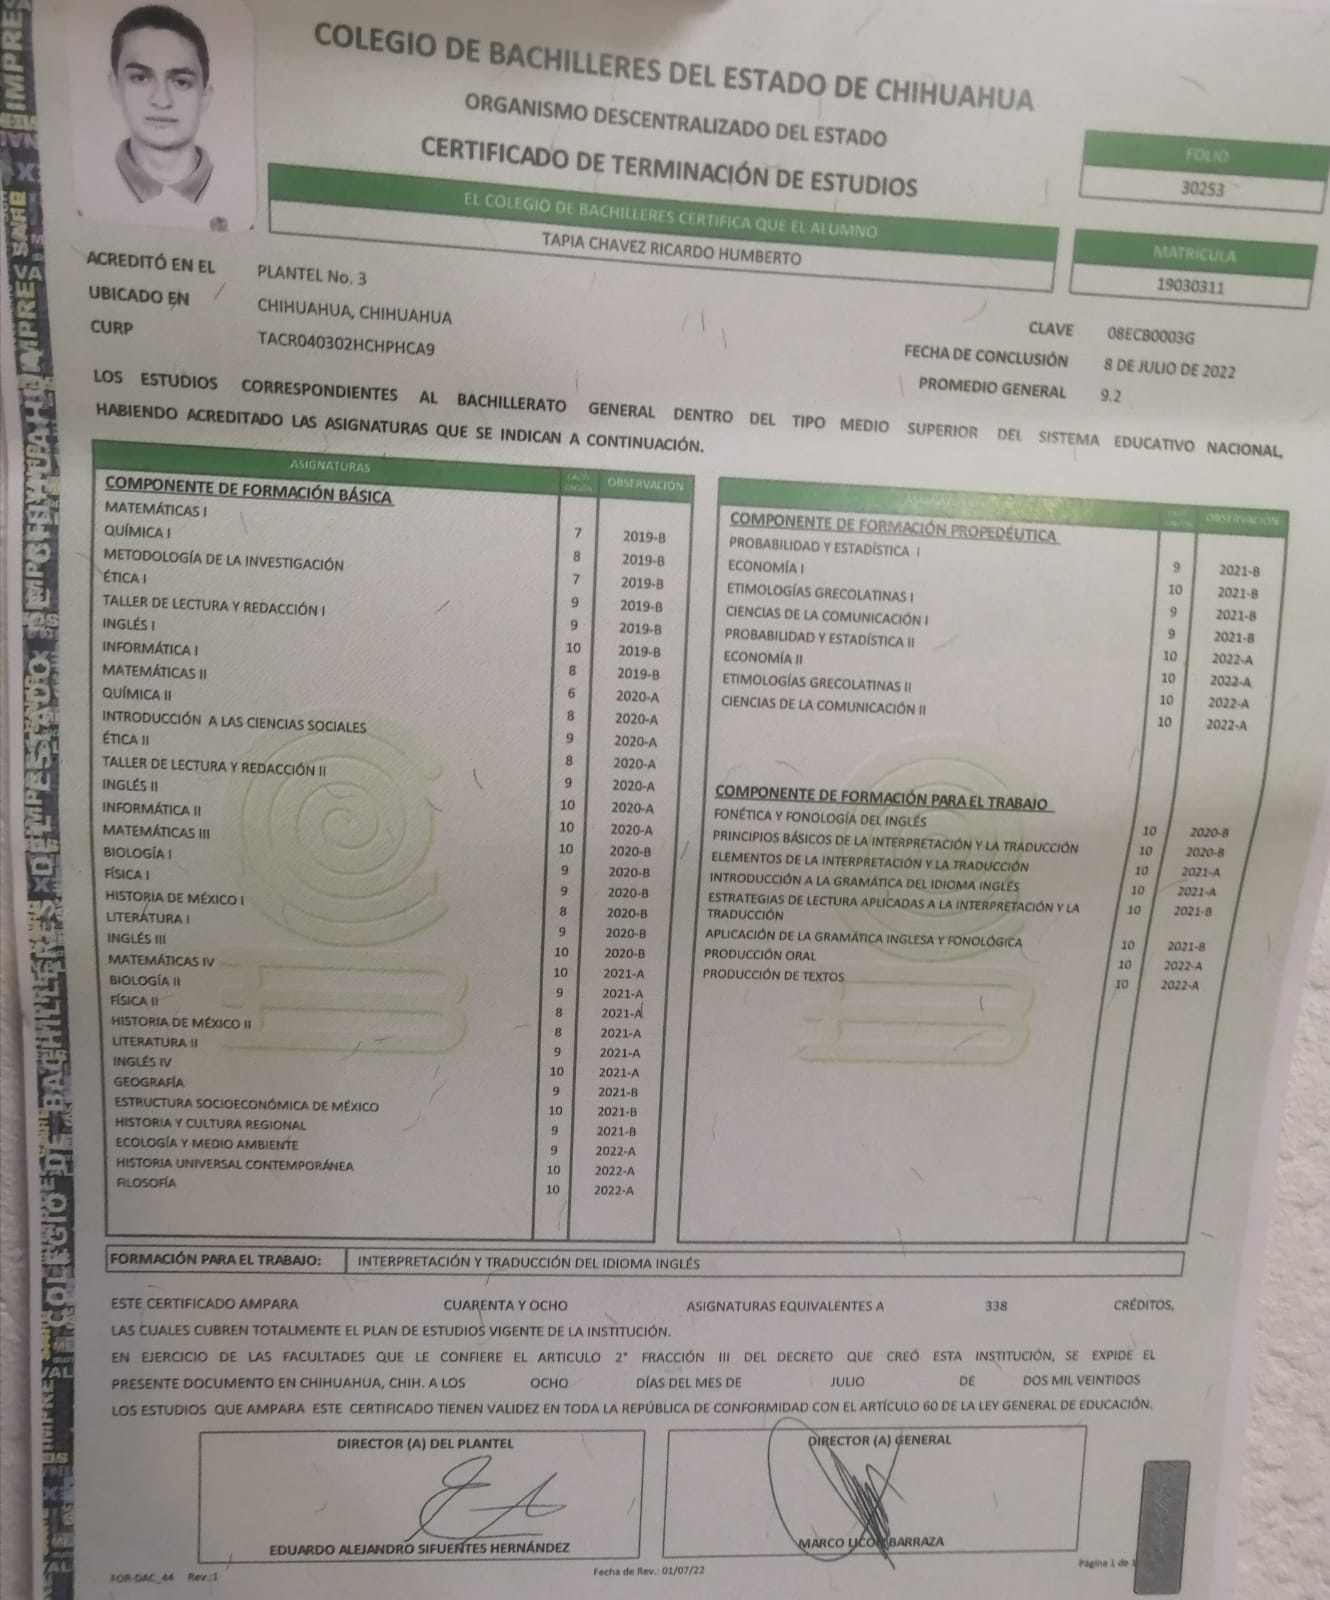 COLEGIO DE BACHILLERES DEL ESTADO DE CHIHUAHUA
ORGANISMO DESCENTRALIZADO DEL ESTADO
CERTIFICADO DE TERMINACIÓN DE ESTUDIOS
FOLIO
30253
EL COLEGIO DE BACHILLERES CERTIFICA QUE EL ALUMNO
TAPIA CHAVEZ RICARDO HUMBERTO
MATRICULA
19030311
ACREDITÓ EN EL PLANTEL No. 3
UBICADO EN CHIHUAHUA, CHIHUAHUA
CURP TACR040302HCHPHCA9
CLAVE 08ECB0003G
FECHA DE CONCLUSIÓN 8 DE JULIO DE 2022
PROMEDIO GENERAL 9.2
LOS ESTUDIOS CORRESPONDIENTES AL BACHILLERATO GENERAL DENTRO DEL TIPO MEDIO SUPERIOR DEL SISTEMA EDUCATIVO NACIONAL,
HABIENDO ACREDITADO LAS ASIGNATURAS QUE SE INDICAN A CONTINUACIÓN.
ASIGNATURAS OBSERVACIÓN
COMPONENTE DE FORMACIÓN BÁSICA
MATEMÁTICAS I 7 2019-B
QUÍMICA I 8 2019-B
METODOLOGÍA DE LA INVESTIGACIÓN 7 2019-B
ÉTICA I 9 2019-B
TALLER DE LECTURA Y REDACCIÓN I 9 2019-B
INGLÉS I 10 2019-B
INFORMÁTICA I 8 2019-B
MATEMÁTICAS II 6 2020-A
QUÍMICA II 8 2020-A
INTRODUCCIÓN A LAS CIENCIAS SOCIALES 9 2020-A
ÉTICA II 8 2020-A
TALLER DE LECTURA Y REDACCIÓN II 9 2020-A
INGLÉS II 10 2020-A
INFORMÁTICA II 10 2020-A
MATEMÁTICAS III 10 2020-B
BIOLOGÍA I 9 2020-B
FÍSICA I 9 2020-B
HISTORIA DE MÉXICO I 8 2020-B
LITERATURA I 9 2020-B
INGLÉS III 10 2020-B
MATEMÁTICAS IV 10 2021-A
BIOLOGÍA II 9 2021-A
FÍSICA II 8 2021-A
HISTORIA DE MÉXICO II 8 2021-A
LITERATURA II 9 2021-A
INGLÉS IV 10 2021-A
GEOGRAFÍA 9 2021-B
ESTRUCTURA SOCIOECONÓMICA DE MÉXICO 10 2021-B
HISTORIA Y CULTURA REGIONAL 9 2021-B
ECOLOGÍA Y MEDIO AMBIENTE 9 2022-A
HISTORIA UNIVERSAL CONTEMPORÁNEA 10 2022-A
FILOSOFÍA 10 2022-A
OBSERVACIÓN
COMPONENTE DE FORMACIÓN PROPEDÉUTICA
PROBABILIDAD Y ESTADÍSTICA I 9 2021-B
ECONOMÍA I 10 2021-B
ETIMOLOGÍAS GRECOLATINAS I 9 2021-B
CIENCIAS DE LA COMUNICACIÓN I 9 2021-B
PROBABILIDAD Y ESTADÍSTICA II 10 2022-A
ECONOMÍA II 10 2022-A
ETIMOLOGÍAS GRECOLATINAS II 10 2022-A
CIENCIAS DE LA COMUNICACIÓN II 10 2022-A
COMPONENTE DE FORMACIÓN PARA EL TRABAJO
FONÉTICA Y FONOLOGÍA DEL INGLÉS 10 2020-B
PRINCIPIOS BÁSICOS DE LA INTERPRETACIÓN Y LA TRADUCCIÓN 10 2020-B
ELEMENTOS DE LA INTERPRETACIÓN Y LA TRADUCCIÓN 10 2021-A
INTRODUCCIÓN A LA GRAMÁTICA DEL IDIOMA INGLÉS 10 2021-A
ESTRATEGIAS DE LECTURA APLICADAS A LA INTERPRETACIÓN Y LA 10 2021-B
TRADUCCIÓN
APLICACIÓN DE LA GRAMÁTICA INGLESA Y FONOLÓGICA 10 2021-B
PRODUCCIÓN ORAL 10 2022-A
PRODUCCIÓN DE TEXTOS 10 2022-A
FORMACIÓN PARA EL TRABAJO: INTERPRETACIÓN Y TRADUCCIÓN DEL IDIOMA INGLÉS
ESTE CERTIFICADO AMPARA CUARENTA Y OCHO ASIGNATURAS EQUIVALENTES A 338 CRÉDITOS,
LAS CUALES CUBREN TOTALMENTE EL PLAN DE ESTUDIOS VIGENTE DE LA INSTITUCIÓN.
EN EJERCICIO DE LAS FACULTADES QUE LE CONFIERE EL ARTICULO 2° FRACCIÓN III DEL DECRETO QUE CREÓ ESTA INSTITUCIÓN, SE EXPIDE EL
PRESENTE DOCUMENTO EN CHIHUAHUA, CHIH. A LOS OCHO DÍAS DEL MES DE JULIO DE DOS MIL VEINTIDOS
LOS ESTUDIOS QUE AMPARA ESTE CERTIFICADO TIENEN VALIDEZ EN TODA LA REPÚBLICA DE CONFORMIDAD CON EL ARTÍCULO 60 DE LA LEY GENERAL DE EDUCACIÓN.
DIRECTOR (A) DEL PLANTEL
EDUARDO ALEJANDRO SIFUENTES HERNÁNDEZ
DIRECTOR (A) GENERAL
MARCO LICÓN BARRAZA
FOR-DAC_44 Rev.:1
Fecha de Rev.: 01/07/22
Página 1 de 1